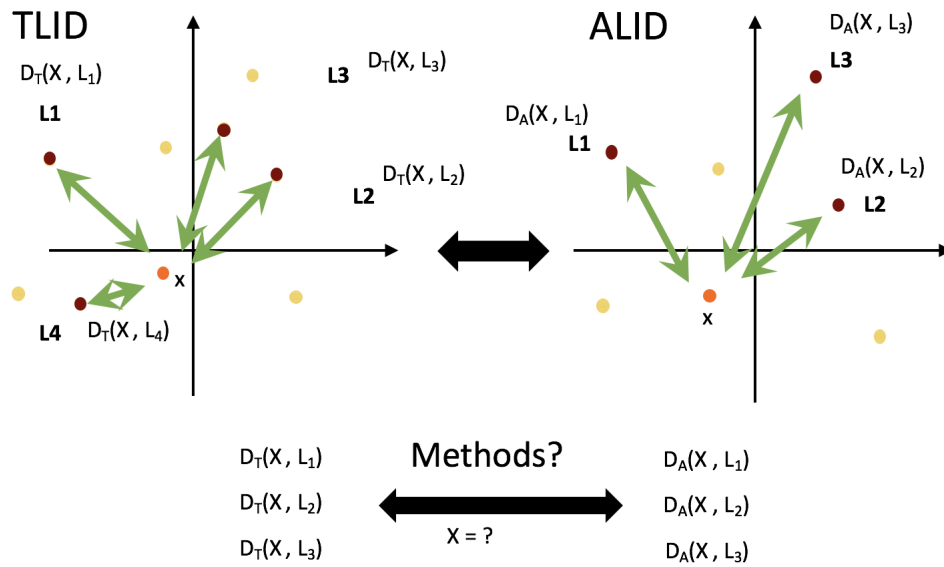 TLID
D_T(X , L_1)
L1
L3
D_T(X , L_3)
D_T(X , L_2)
L2
X
L4
D_T(X , L_4)
ALID
D_A(X , L_3)
L3
D_A(X , L_1)
L1
D_A(X , L_2)
L2
X
D_T(X , L_1)
D_T(X , L_2)
D_T(X , L_3)
Methods?
X = ?
D_A(X , L_1)
D_A(X , L_2)
D_A(X , L_3)